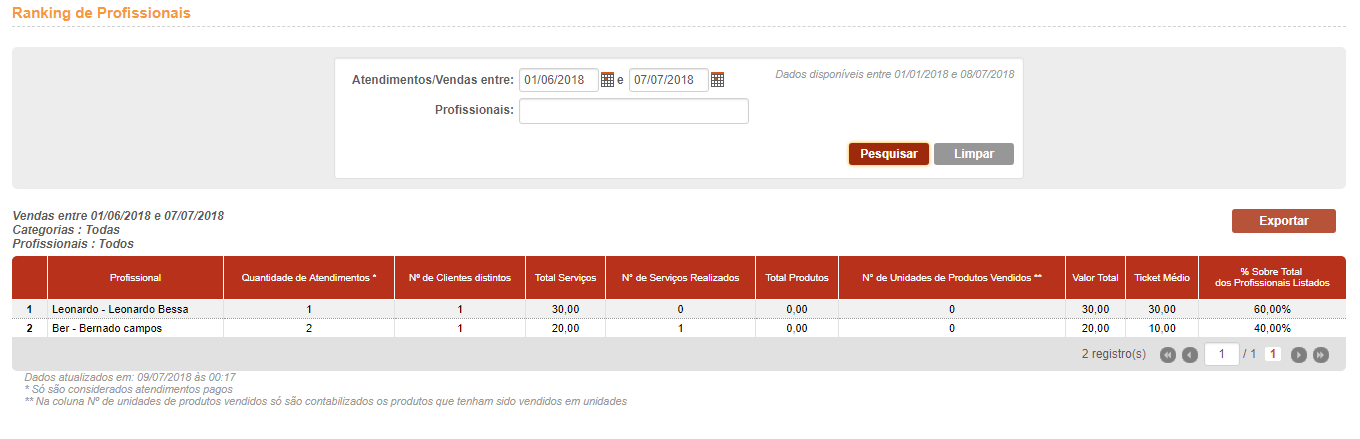 Ranking de Profissionais
Atendimentos/Vendas entre: 01/06/2018 e 07/07/2018 Dados disponíveis entre 01/01/2018 e 08/07/2018
Profissionais:
Pesquisar Limpar
Vendas entre 01/06/2018 e 07/07/2018
Categorias : Todas
Profissionais : Todos
Exportar
Profissional Quantidade de Atendimentos * Nº de Clientes distintos Total Serviços N° de Serviços Realizados Total Produtos N° de Unidades de Produtos Vendidos ** Valor Total Ticket Médio % Sobre Total
dos Profissionais Listados
1 Leonardo - Leonardo Bessa 1 1 30,00 0 0,00 0 30,00 30,00 60,00%
2 Ber - Bernado campos 2 1 20,00 1 0,00 0 20,00 10,00 40,00%
2 registro(s) 1 / 1 1
Dados atualizados em: 09/07/2018 às 00:17
* Só são considerados atendimentos pagos
** Na coluna Nº de unidades de produtos vendidos só são contabilizados os produtos que tenham sido vendidos em unidades